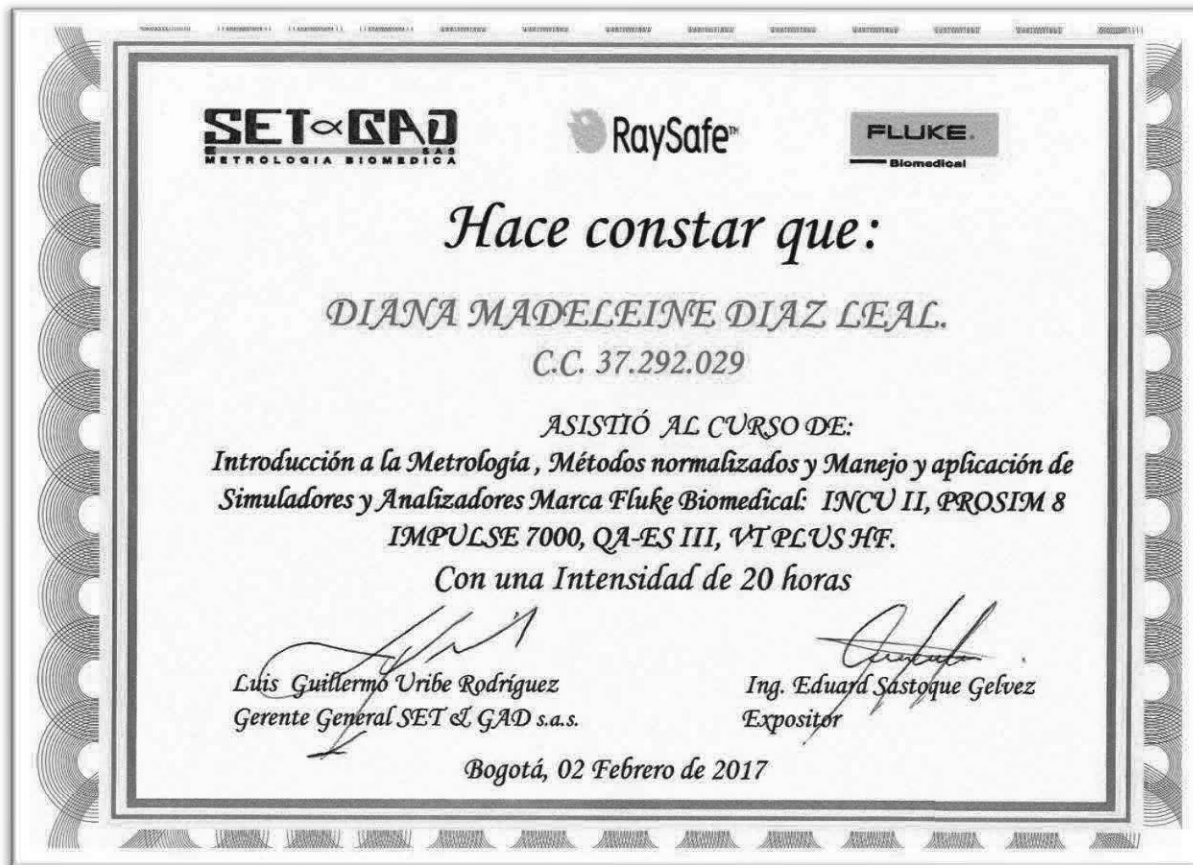 SET & GAD
SAS
METROLOGIA BIOMEDICA
RaySafe™
FLUKE®
Biomedical
Hace constar que:
DIANA MADELEINE DIAZ LEAL.
C.C. 37.292.029
ASISTIÓ AL CURSO DE:
Introducción a la Metrología , Métodos normalizados y Manejo y aplicación de
Simuladores y Analizadores Marca Fluke Biomedical: INCU II, PROSIM 8
IMPULSE 7000, QA-ES III, VT PLUS HF.
Con una Intensidad de 20 horas
Luis Guillermo Uribe Rodríguez
Gerente General SET & GAD s.a.s.
Ing. Eduard Sastoque Gelvez
Expositor
Bogotá, 02 Febrero de 2017